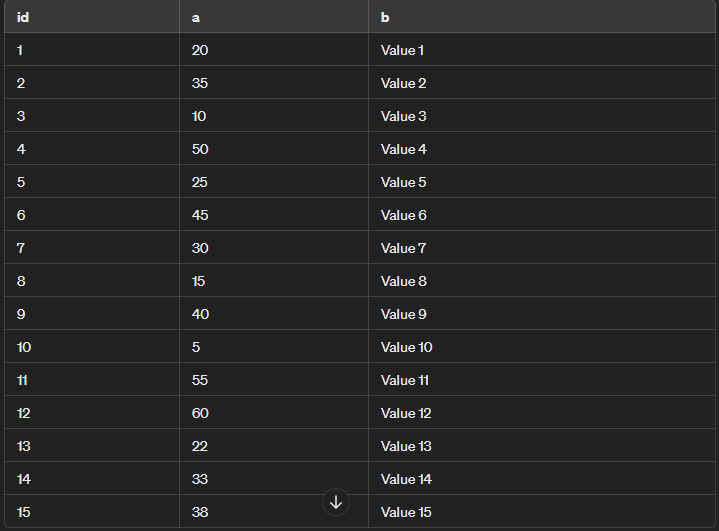 id a b
1 20 Value 1
2 35 Value 2
3 10 Value 3
4 50 Value 4
5 25 Value 5
6 45 Value 6
7 30 Value 7
8 15 Value 8
9 40 Value 9
10 5 Value 10
11 55 Value 11
12 60 Value 12
13 22 Value 13
14 33 Value 14
15 38 Value 15